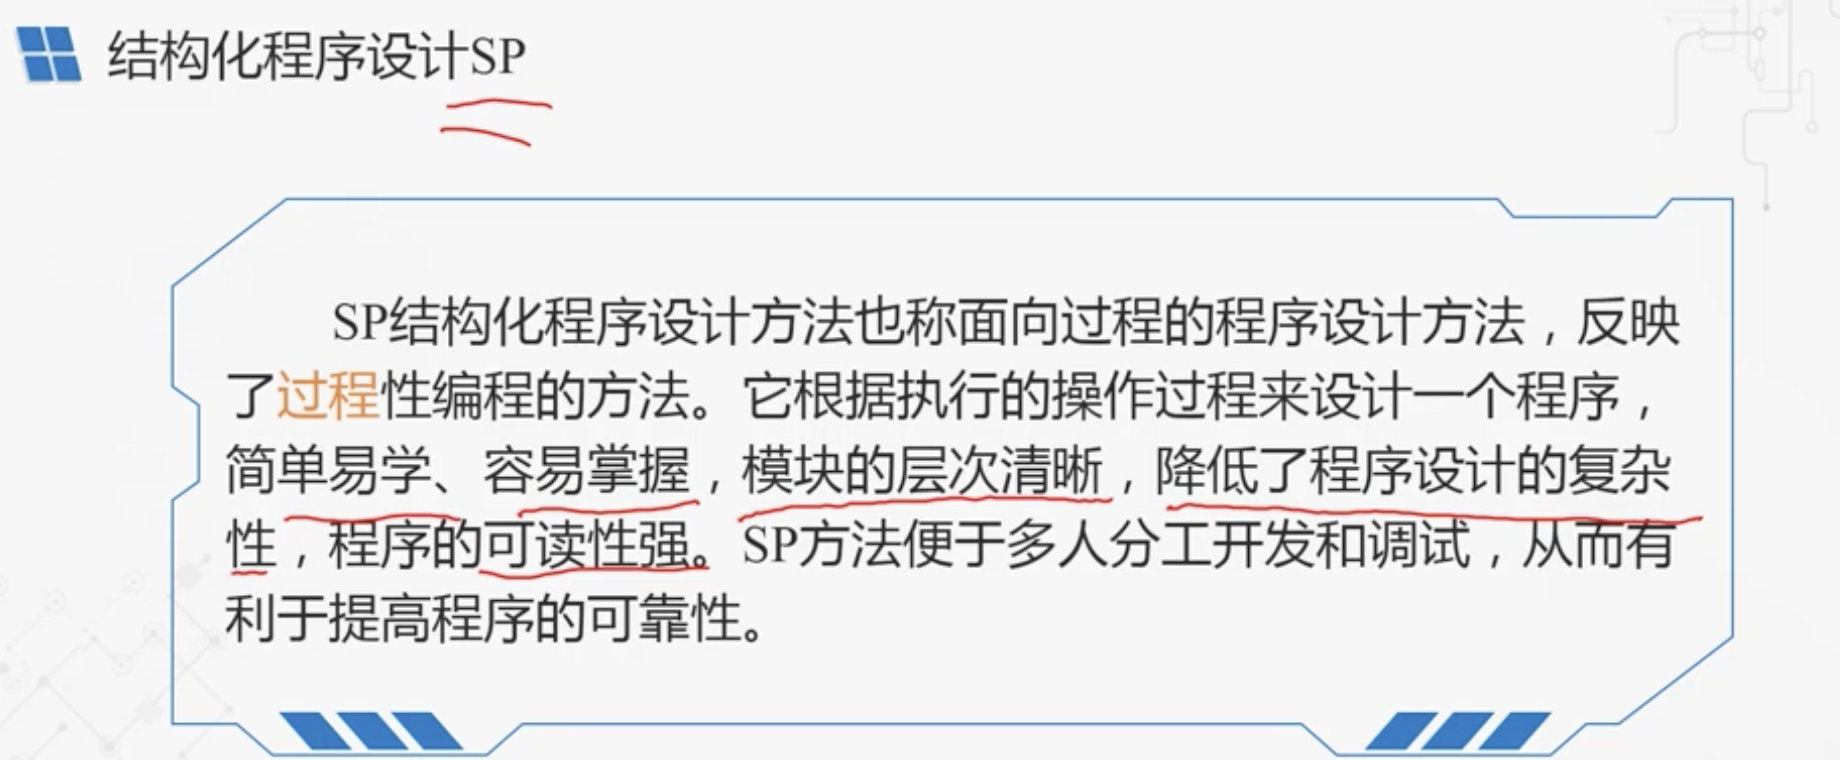 结构化程序设计SP
SP结构化程序设计方法也称面向过程的程序设计方法，反映
了过程性编程的方法。它根据执行的操作过程来设计一个程序，
简单易学、容易掌握，模块的层次清晰，降低了程序设计的复杂
性，程序的可读性强。SP方法便于多人分工开发和调试，从而有
利于提高程序的可靠性。